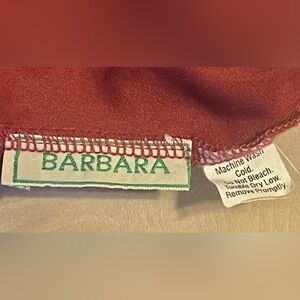 BARBARA
Machine Wash
Cold.
Do Not Bleach.
Tumble Dry Low.
Remove Promptly.